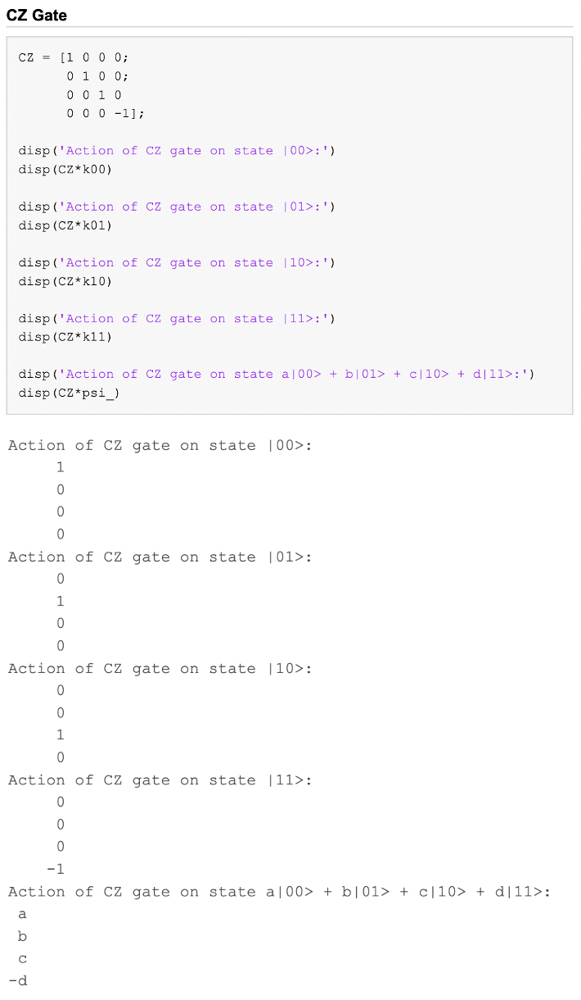 CZ Gate
CZ = [1 0 0 0;
0 1 0 0;
0 0 1 0
0 0 0 -1];
disp('Action of CZ gate on state |00>:')
disp(CZ*k00)
disp('Action of CZ gate on state |01>:')
disp(CZ*k01)
disp('Action of CZ gate on state |10>:')
disp(CZ*k10)
disp('Action of CZ gate on state |11>:')
disp(CZ*k11)
disp('Action of CZ gate on state a|00> + b|01> + c|10> + d|11>:')
disp(CZ*psi_)
Action of CZ gate on state |00>:
1
0
0
0
Action of CZ gate on state |01>:
0
1
0
0
Action of CZ gate on state |10>:
0
0
1
0
Action of CZ gate on state |11>:
0
0
0
-1
Action of CZ gate on state a|00> + b|01> + c|10> + d|11>:
a
b
c
-d